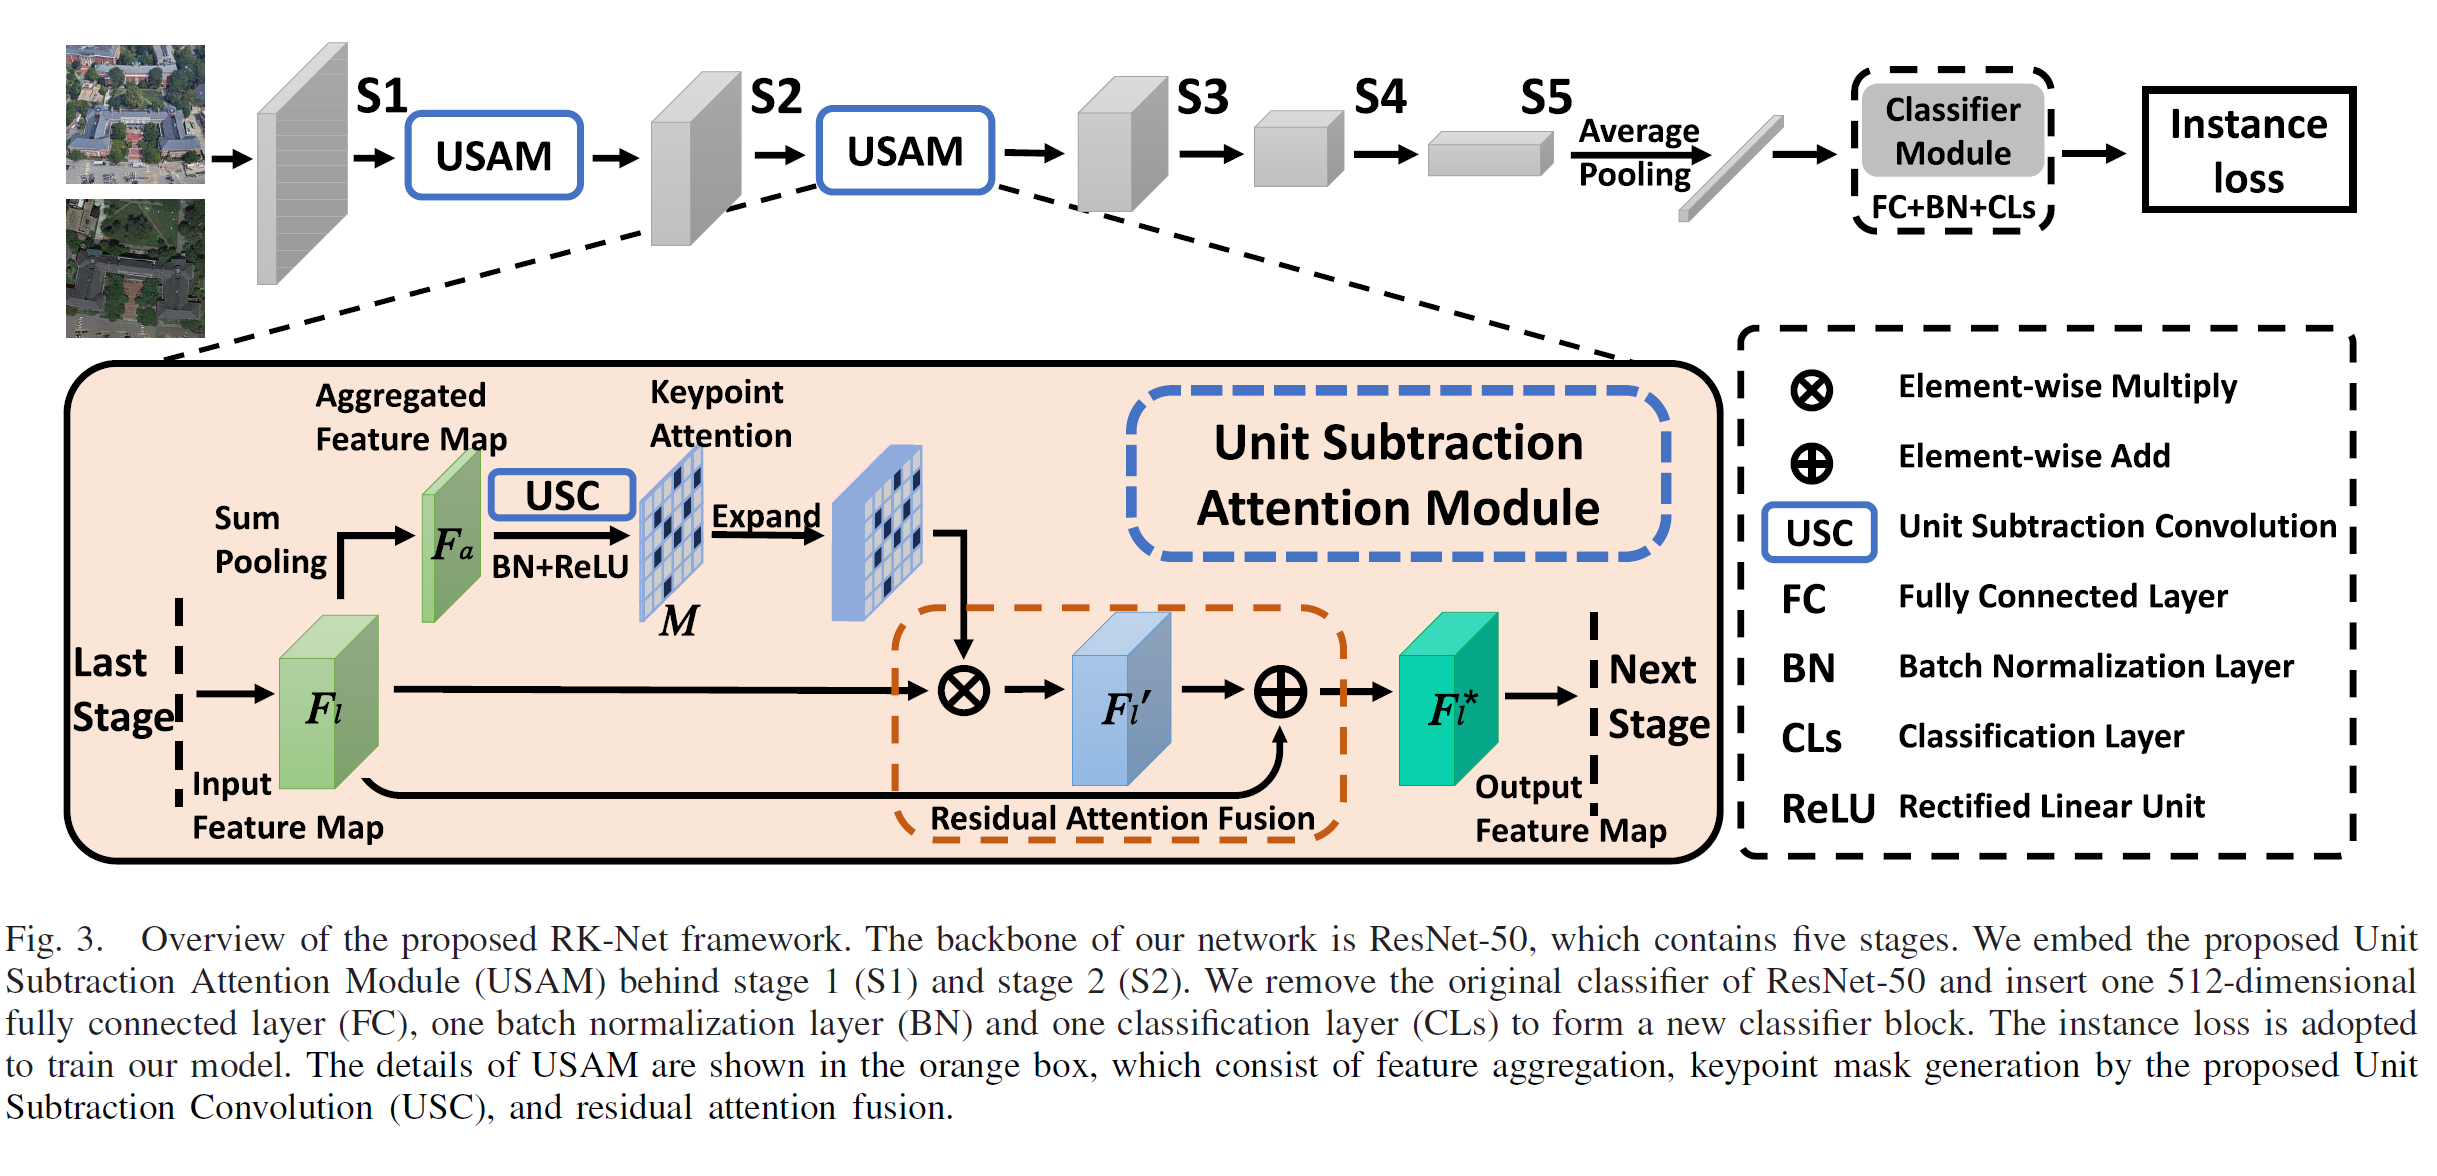 S1
USAM
S2
USAM
S3
S4
S5
Average
Pooling
Classifier
Module
FC+BN+CLs
Instance
loss
Aggregated
Feature Map
Keypoint
Attention
Unit Subtraction
Attention Module
USC
Sum
Pooling
Fa
BN+ReLU
Expand
M
Last
Stage
Fl
Input
Feature Map
Fl'
Residual Attention Fusion
Fl*
Output
Feature Map
Next
Stage
Element-wise Multiply
Element-wise Add
USC Unit Subtraction Convolution
FC Fully Connected Layer
BN Batch Normalization Layer
CLs Classification Layer
ReLU Rectified Linear Unit
Fig. 3. Overview of the proposed RK-Net framework. The backbone of our network is ResNet-50, which contains five stages. We embed the proposed Unit
Subtraction Attention Module (USAM) behind stage 1 (S1) and stage 2 (S2). We remove the original classifier of ResNet-50 and insert one 512-dimensional
fully connected layer (FC), one batch normalization layer (BN) and one classification layer (CLs) to form a new classifier block. The instance loss is adopted
to train our model. The details of USAM are shown in the orange box, which consist of feature aggregation, keypoint mask generation by the proposed Unit
Subtraction Convolution (USC), and residual attention fusion.